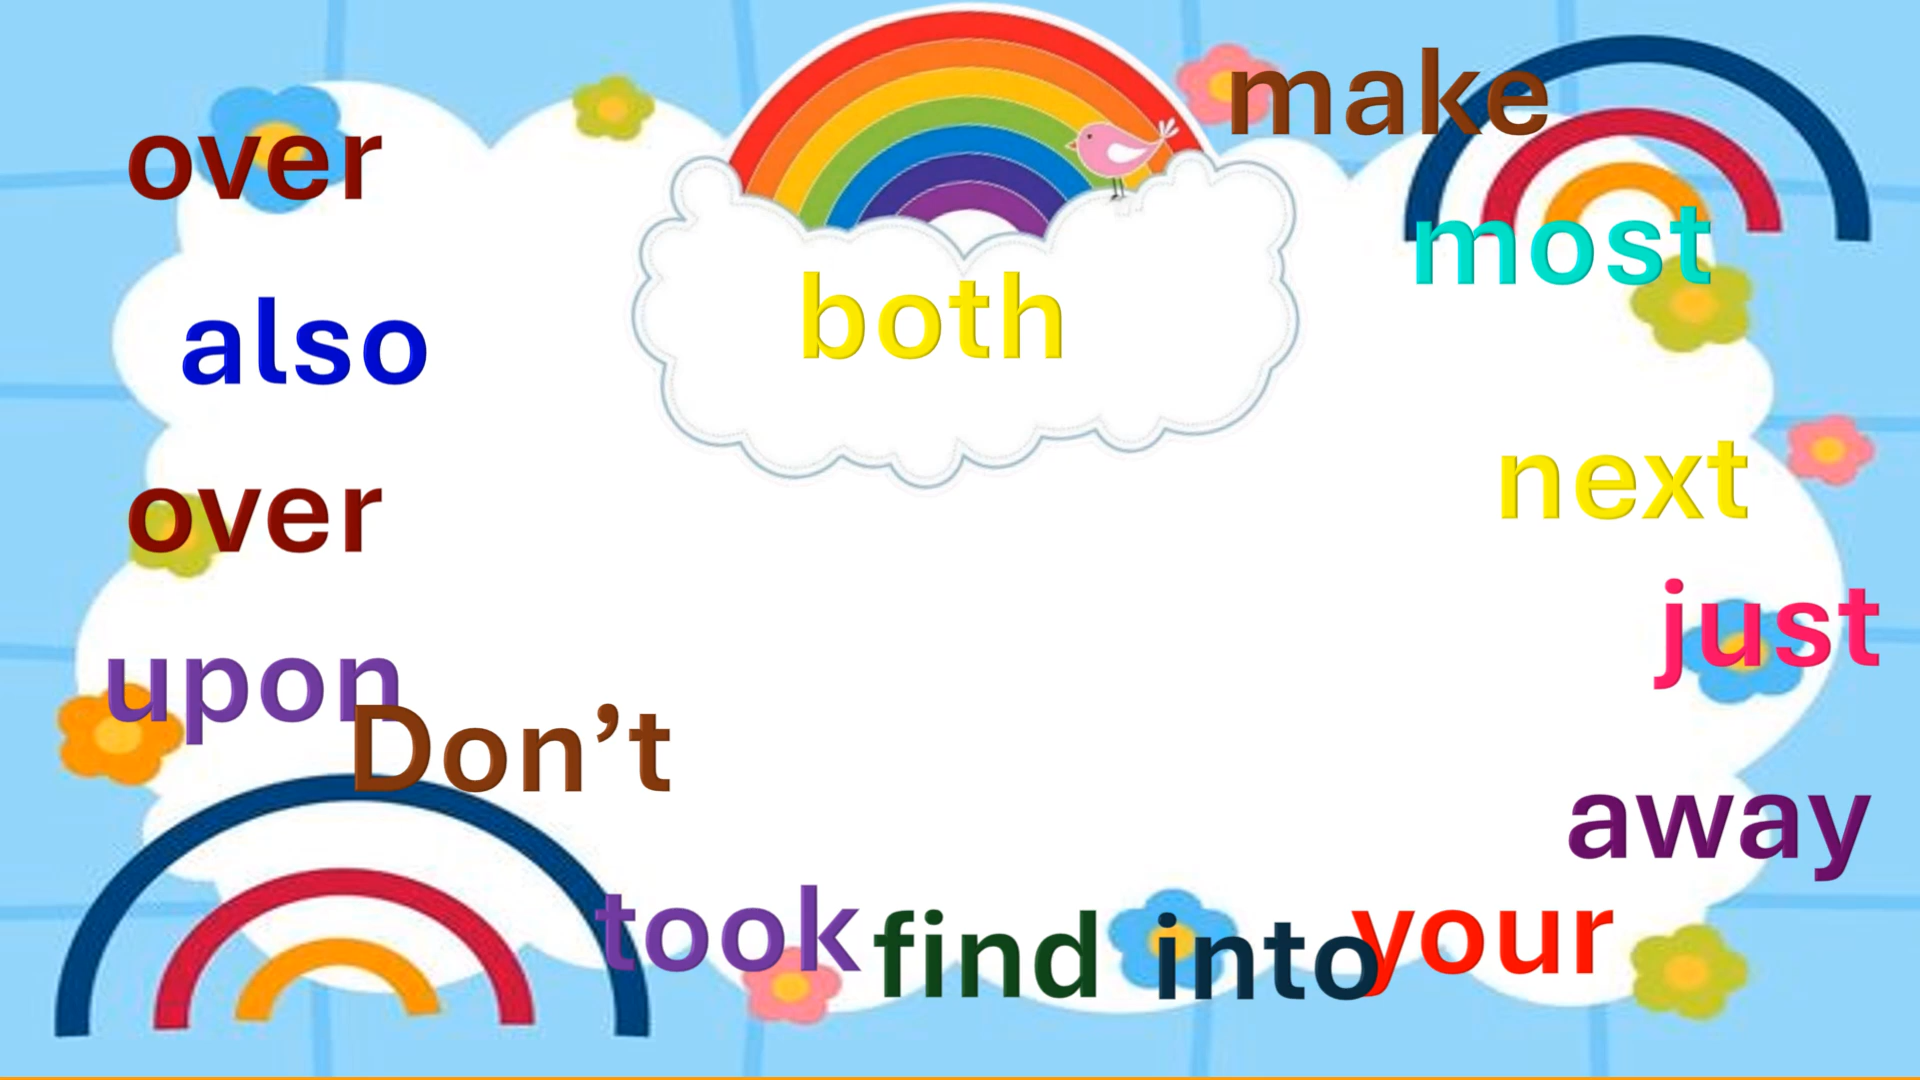 make
over
most
both
also
next
over
just
upon
Don't
away
took find into your